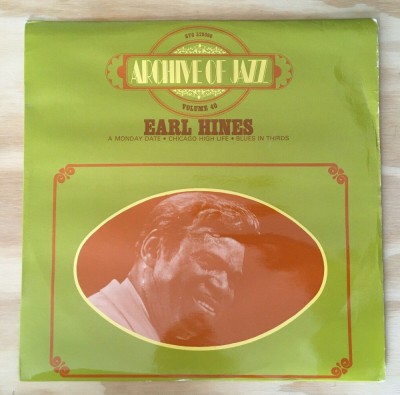 ARCHIVE OF JAZZ
VOLUME 40
EARL HINES
A MONDAY DATE • CHICAGO HIGH LIFE • BLUES IN THIRDS